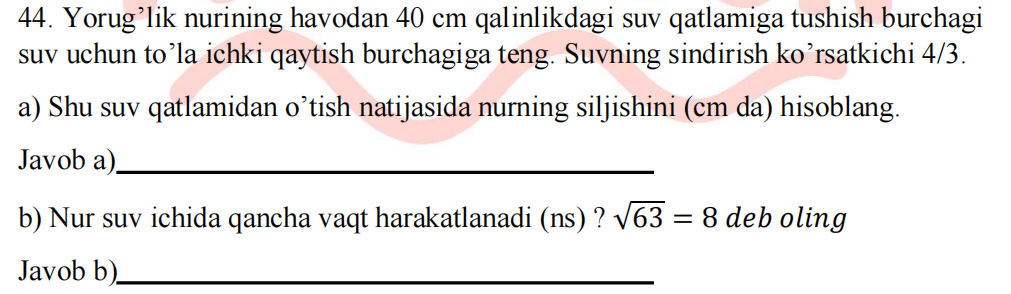 44. Yorug’lik nurining havodan 40 cm qalinlikdagi suv qatlamiga tushish burchagi
suv uchun to’la ichki qaytish burchagiga teng. Suvning sindirish ko’rsatkichi 4/3.
a) Shu suv qatlamidan o’tish natijasida nurning siljishini (cm da) hisoblang.
Javob a)
b) Nur suv ichida qancha vaqt harakatlanadi (ns) ? √63 = 8 deb oling
Javob b)